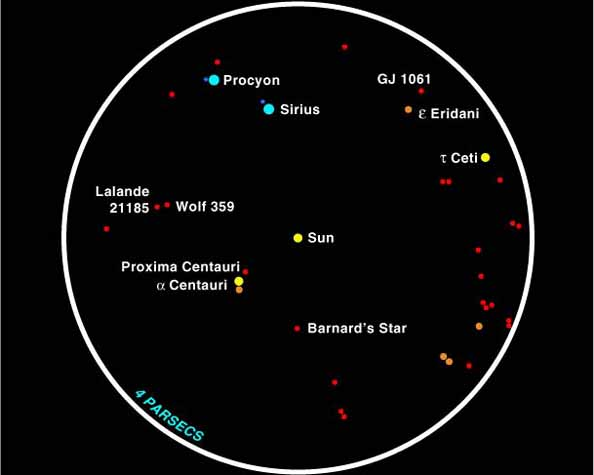 GJ 1061
Procyon
Sirius
ε Eridani
τ Ceti
Lalande
21185
Wolf 359
Sun
Proxima Centauri
α Centauri
Barnard's Star
4 PARSECS